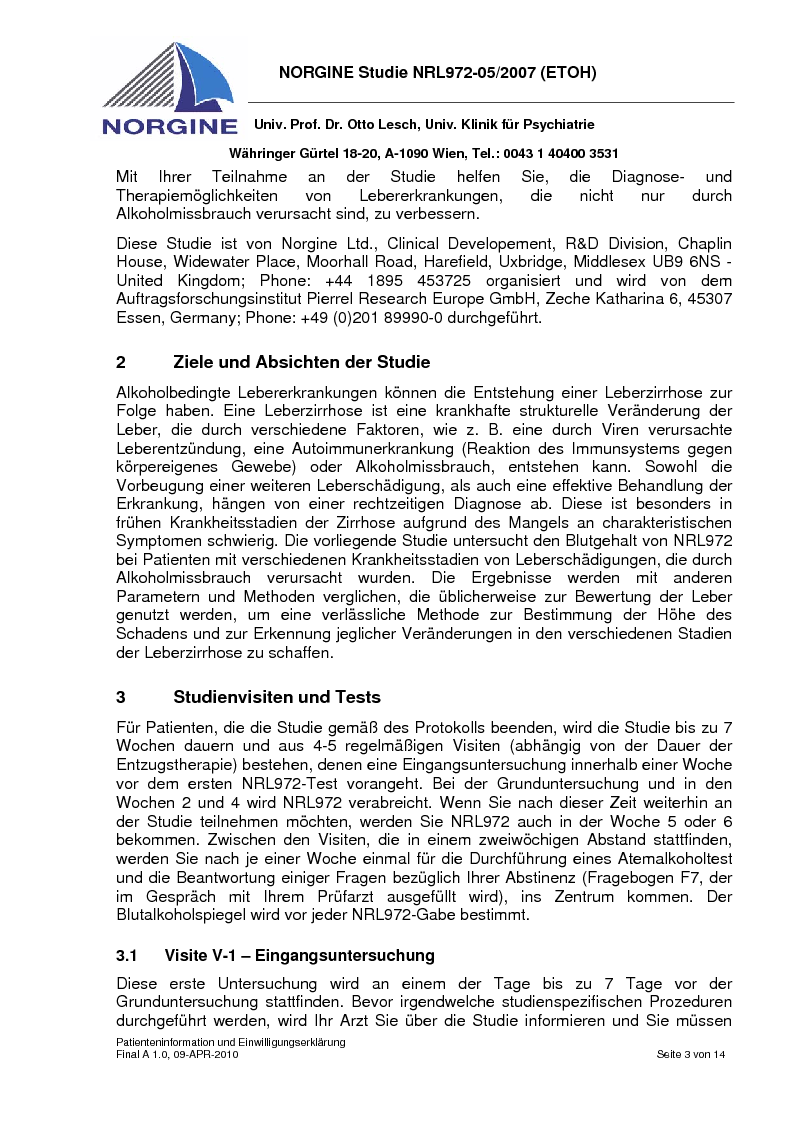 NORGINE
NORGINE Studie NRL972-05/2007 (ETOH)
Univ. Prof. Dr. Otto Lesch, Univ. Klinik für Psychiatrie
Währinger Gürtel 18-20, A-1090 Wien, Tel.: 0043 1 40400 3531
Mit Ihrer Teilnahme an der Studie helfen Sie, die Diagnose- und
Therapiemöglichkeiten von Lebererkrankungen, die nicht nur durch
Alkoholmissbrauch verursacht sind, zu verbessern.
Diese Studie ist von Norgine Ltd., Clinical Developement, R&D Division, Chaplin
House, Widewater Place, Moorhall Road, Harefield, Uxbridge, Middlesex UB9 6NS -
United Kingdom; Phone: +44 1895 453725 organisiert und wird von dem
Auftragsforschungsinstitut Pierrel Research Europe GmbH, Zeche Katharina 6, 45307
Essen, Germany; Phone: +49 (0)201 89990-0 durchgeführt.
2 Ziele und Absichten der Studie
Alkoholbedingte Lebererkrankungen können die Entstehung einer Leberzirrhose zur
Folge haben. Eine Leberzirrhose ist eine krankhafte strukturelle Veränderung der
Leber, die durch verschiedene Faktoren, wie z. B. eine durch Viren verursachte
Leberentzündung, eine Autoimmunerkrankung (Reaktion des Immunsystems gegen
körpereigenes Gewebe) oder Alkoholmissbrauch, entstehen kann. Sowohl die
Vorbeugung einer weiteren Leberschädigung, als auch eine effektive Behandlung der
Erkrankung, hängen von einer rechtzeitigen Diagnose ab. Diese ist besonders in
frühen Krankheitsstadien der Zirrhose aufgrund des Mangels an charakteristischen
Symptomen schwierig. Die vorliegende Studie untersucht den Blutgehalt von NRL972
bei Patienten mit verschiedenen Krankheitsstadien von Leberschädigungen, die durch
Alkoholmissbrauch verursacht wurden. Die Ergebnisse werden mit anderen
Parametern und Methoden verglichen, die üblicherweise zur Bewertung der Leber
genutzt werden, um eine verlässliche Methode zur Bestimmung der Höhe des
Schadens und zur Erkennung jeglicher Veränderungen in den verschiedenen Stadien
der Leberzirrhose zu schaffen.
3 Studienvisiten und Tests
Für Patienten, die die Studie gemäß des Protokolls beenden, wird die Studie bis zu 7
Wochen dauern und aus 4-5 regelmäßigen Visiten (abhängig von der Dauer der
Entzugstherapie) bestehen, denen eine Eingangsuntersuchung innerhalb einer Woche
vor dem ersten NRL972-Test vorangeht. Bei der Grunduntersuchung und in den
Wochen 2 und 4 wird NRL972 verabreicht. Wenn Sie nach dieser Zeit weiterhin an
der Studie teilnehmen möchten, werden Sie NRL972 auch in der Woche 5 oder 6
bekommen. Zwischen den Visiten, die in einem zweiwöchigen Abstand stattfinden,
werden Sie nach je einer Woche einmal für die Durchführung eines Atemalkoholtest
und die Beantwortung einiger Fragen bezüglich Ihrer Abstinenz (Fragebogen F7, der
im Gespräch mit Ihrem Prüfarzt ausgefüllt wird), ins Zentrum kommen. Der
Blutalkoholspiegel wird vor jeder NRL972-Gabe bestimmt.
3.1 Visite V-1 – Eingangsuntersuchung
Diese erste Untersuchung wird an einem der Tage bis zu 7 Tage vor der
Grunduntersuchung stattfinden. Bevor irgendwelche studienspezifischen Prozeduren
durchgeführt werden, wird Ihr Arzt Sie über die Studie informieren und Sie müssen
Patienteninformation und Einwilligungserklärung
Final A 1.0, 09-APR-2010 Seite 3 von 14